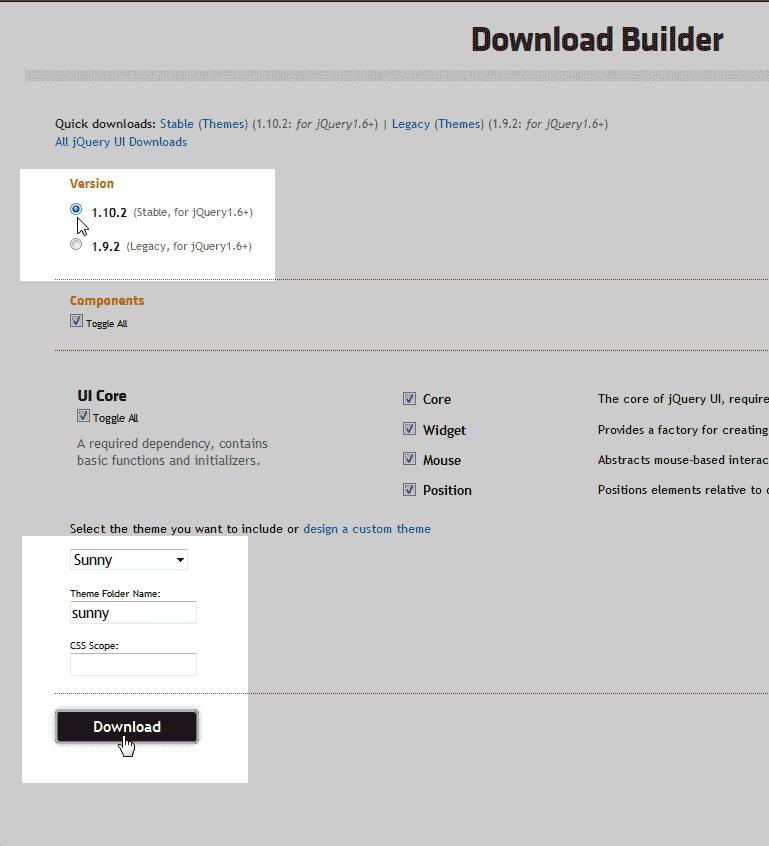 Download Builder
Quick downloads: Stable (Themes) (1.10.2: for jQuery1.6+) | Legacy (Themes) (1.9.2: for jQuery1.6+)
All jQuery UI Downloads
Version
1.10.2 (Stable, for jQuery1.6+)
1.9.2 (Legacy, for jQuery1.6+)
Components
Toggle All
UI Core
Toggle All
A required dependency, contains
basic functions and initializers.
Core The core of jQuery UI, require
Widget Provides a factory for creating
Mouse Abstracts mouse-based interac
Position Positions elements relative to
Select the theme you want to include or design a custom theme
Sunny
Theme Folder Name:
sunny
CSS Scope:
Download